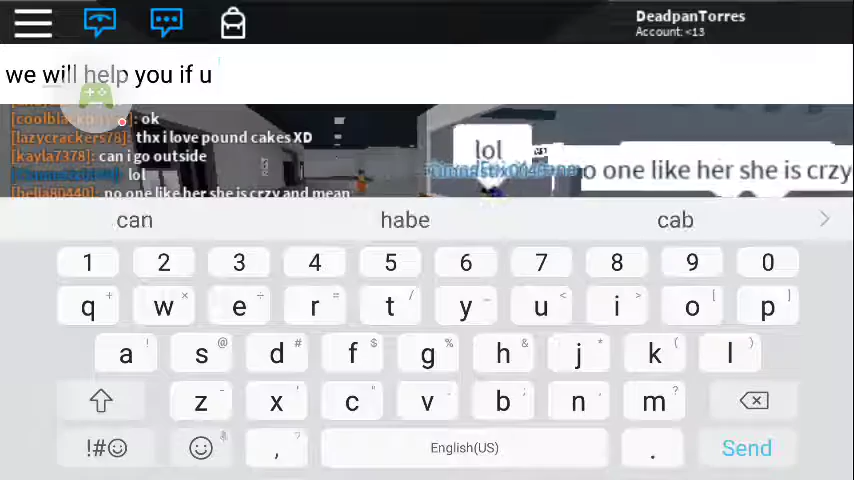 DeadpanTorres
Account: <13
we will help you if u
ok
[lazycrackers78]: thx i love pound cakes XD
[kayla7378]: can i go outside
lol
[bella80440]: no one like her she is crzy and mean
lol
o one like her she is crzy
can habe cab
1 2 3 4 5 6 7 8 9 0
q + w × e ÷ r = t / y _ u < i > o [ p ]
a ! s @ d # f $ g % h & j * k ( l )
z - x ' c " v : b ; n , m ?
!#☺ , ? English(US) . Send